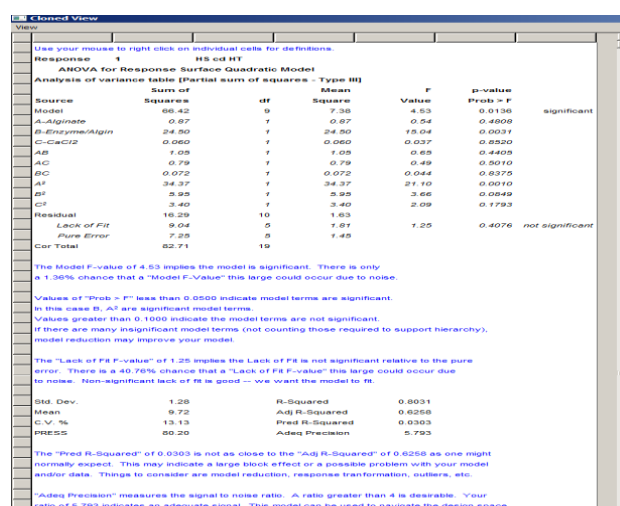 Cloned View
View
Use your mouse to right click on individual cells for definitions.
Response 1 HS cd HT
ANOVA for Response Surface Quadratic Model
Analysis of variance table [Partial sum of squares - Type III]
Sum of Mean F p-value
Source Squares df Square Value Prob > F
Model 66.42 9 7.38 4.53 0.0136 significant
A-Alginate 0.87 1 0.87 0.54 0.4808
B-Enzyme/Algin 24.50 1 24.50 15.04 0.0031
C-CaCl2 0.060 1 0.060 0.037 0.8520
AB 1.05 1 1.05 0.65 0.4405
AC 0.79 1 0.79 0.49 0.5010
BC 0.072 1 0.072 0.044 0.8375
A² 34.37 1 34.37 21.10 0.0010
B² 5.95 1 5.95 3.66 0.0849
C² 3.40 1 3.40 2.09 0.1793
Residual 16.29 10 1.63
Lack of Fit 9.04 5 1.81 1.25 0.4076 not significant
Pure Error 7.25 5 1.45
Cor Total 82.71 19
The Model F-value of 4.53 implies the model is significant. There is only
a 1.36% chance that a "Model F-Value" this large could occur due to noise.
Values of "Prob > F" less than 0.0500 indicate model terms are significant.
In this case B, A² are significant model terms.
Values greater than 0.1000 indicate the model terms are not significant.
If there are many insignificant model terms (not counting those required to support hierarchy),
model reduction may improve your model.
The "Lack of Fit F-value" of 1.25 implies the Lack of Fit is not significant relative to the pure
error. There is a 40.76% chance that a "Lack of Fit F-value" this large could occur due
to noise. Non-significant lack of fit is good -- we want the model to fit.
Std. Dev. 1.28 R-Squared 0.8031
Mean 9.72 Adj R-Squared 0.6258
C.V. % 13.13 Pred R-Squared 0.0303
PRESS 80.20 Adeq Precision 5.793
The "Pred R-Squared" of 0.0303 is not as close to the "Adj R-Squared" of 0.6258 as one might
normally expect. This may indicate a large block effect or a possible problem with your model
and/or data. Things to consider are model reduction, response tranformation, outliers, etc.
"Adeq Precision" measures the signal to noise ratio. A ratio greater than 4 is desirable. Your
ratio of 5.793 indicates an adequate signal. This model can be used to navigate the design space.